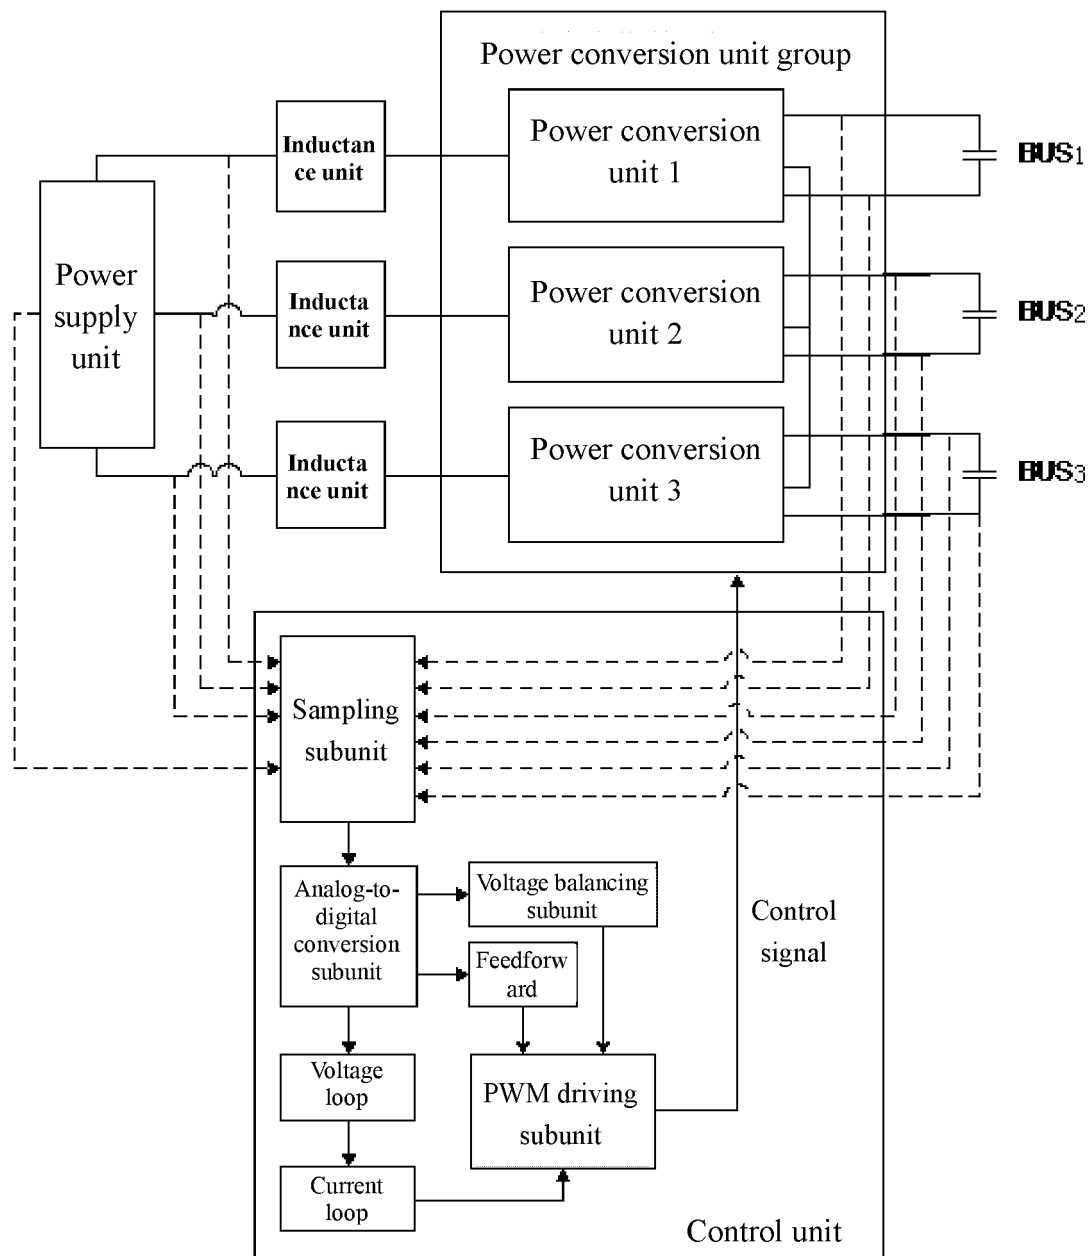 Power conversion unit group
Inductan
ce unit
Power conversion
unit 1
BUS1
Power
supply
unit
Inducta
nce unit
Power conversion
unit 2
BUS2
Inducta
nce unit
Power conversion
unit 3
BUS3
Sampling
subunit
Analog-to-
digital
conversion
subunit
Voltage balancing
subunit
Feedforw
ard
Control
signal
Voltage
loop
PWM driving
subunit
Current
loop
Control unit